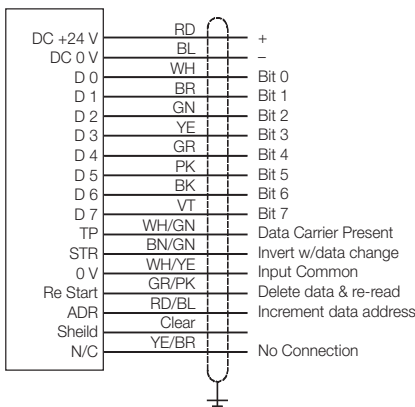 DC +24 V RD +
DC 0 V BL –
D 0 WH Bit 0
D 1 BR Bit 1
D 2 GN Bit 2
D 3 YE Bit 3
D 4 GR Bit 4
D 5 PK Bit 5
D 6 BK Bit 6
D 7 VT Bit 7
TP WH/GN Data Carrier Present
STR BN/GN Invert w/data change
0 V WH/YE Input Common
Re Start GR/PK Delete data & re-read
ADR RD/BL Increment data address
Sheild Clear
N/C YE/BR No Connection